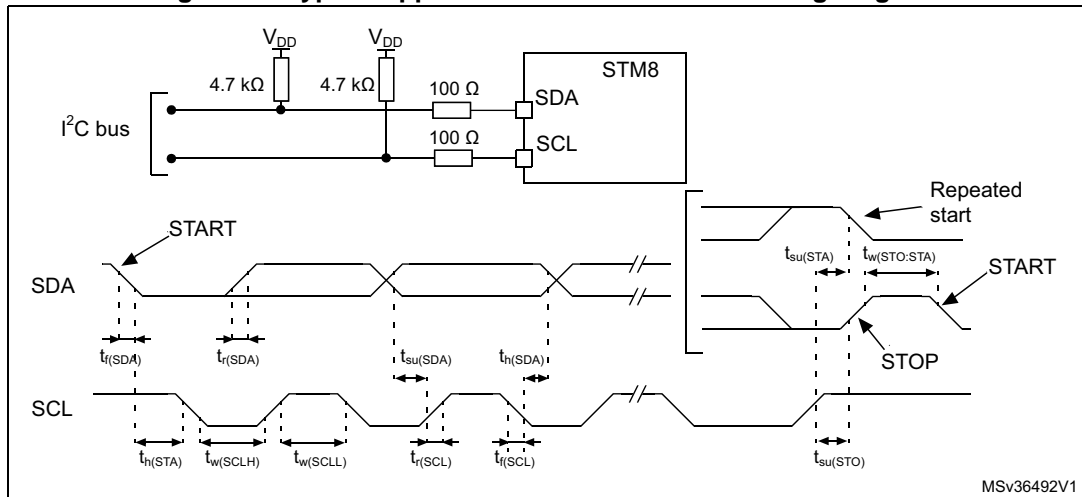 V_DD V_DD
STM8
4.7 kΩ 4.7 kΩ 100 Ω
SDA
I²C bus
100 Ω
SCL
Repeated
start
START
t_su(STA) t_w(STO:STA)
START
SDA
STOP
t_f(SDA) t_r(SDA) t_su(SDA) t_h(SDA)
SCL
t_h(STA) t_w(SCLH) t_w(SCLL) t_r(SCL) t_f(SCL) t_su(STO)
MSv36492V1